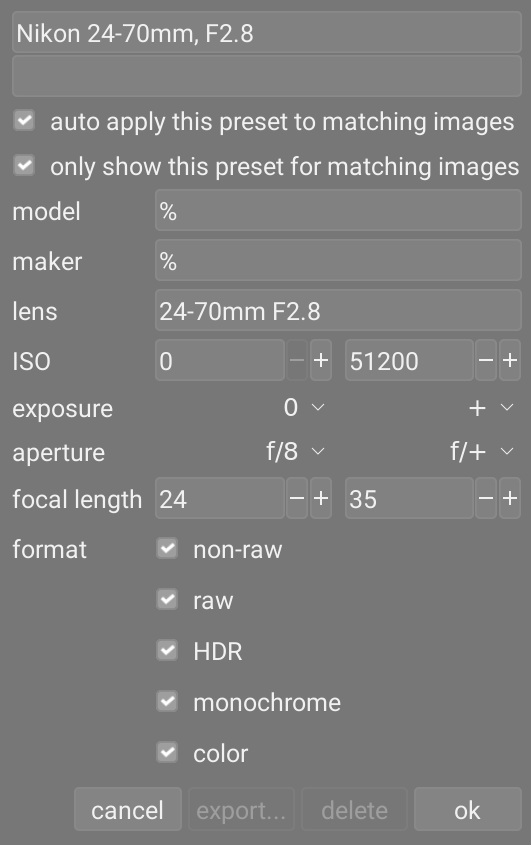 Nikon 24-70mm, F2.8
auto apply this preset to matching images
only show this preset for matching images
model %
maker %
lens 24-70mm F2.8
ISO 0 − + 51200 − +
exposure 0 +
aperture f/8 f/+
focal length 24 − + 35 − +
format non-raw
raw
HDR
monochrome
color
cancel export... delete ok